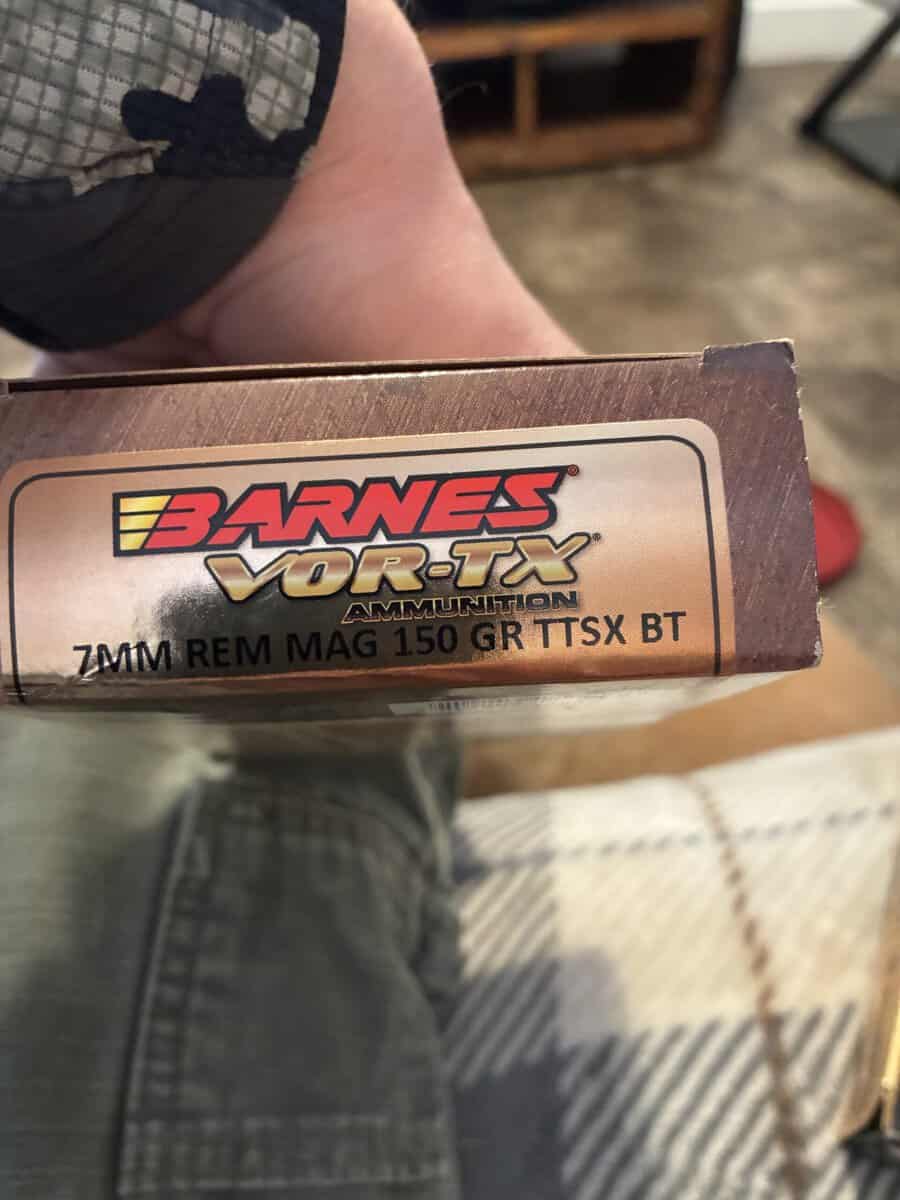 BARNES®
VOR-TX®
AMMUNITION
7MM REM MAG 150 GR TTSX BT